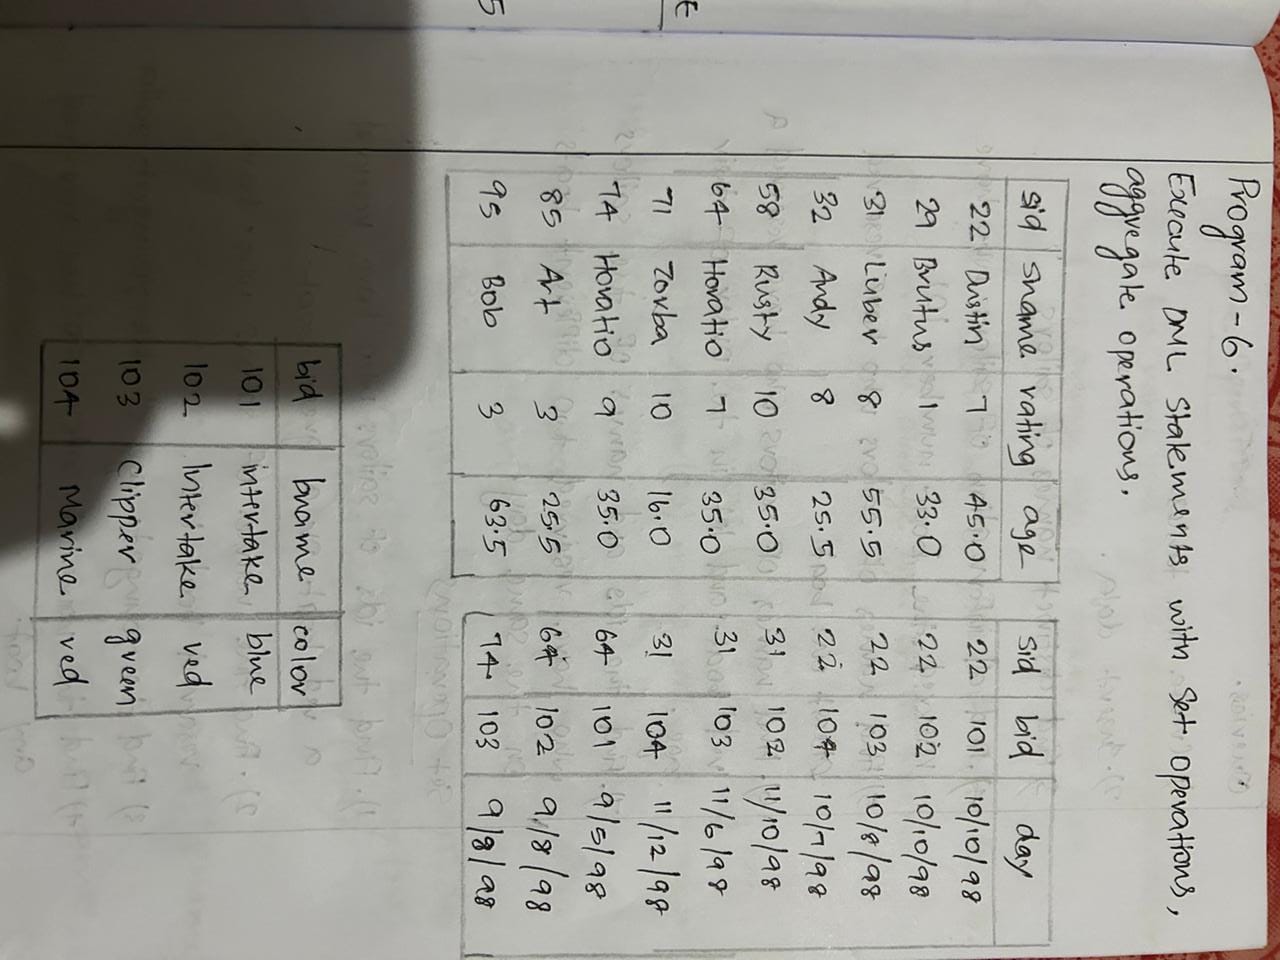 Program-6.
Execute DML Statements with Set operations,
aggregate operations.
sid sname rating age
22 Dustin 7 45.0
29 Brutus 1 33.0
31 Luber 8 55.5
32 Andy 8 25.5
58 Rusty 10 35.0
64 Horatio 7 35.0
71 Zorba 10 16.0
74 Horatio 9 35.0
85 Art 3 25.5
95 Bob 3 63.5
sid bid day
22 101 10/10/98
22 102 10/10/98
22 103 10/8/98
22 104 10/7/98
31 102 11/10/98
31 103 11/6/98
31 104 11/12/98
64 101 9/5/98
64 102 9/8/98
74 103 9/8/98
bid bname color
101 intertake blue
102 Intertake red
103 Clipper green
104 Marine red
E
5